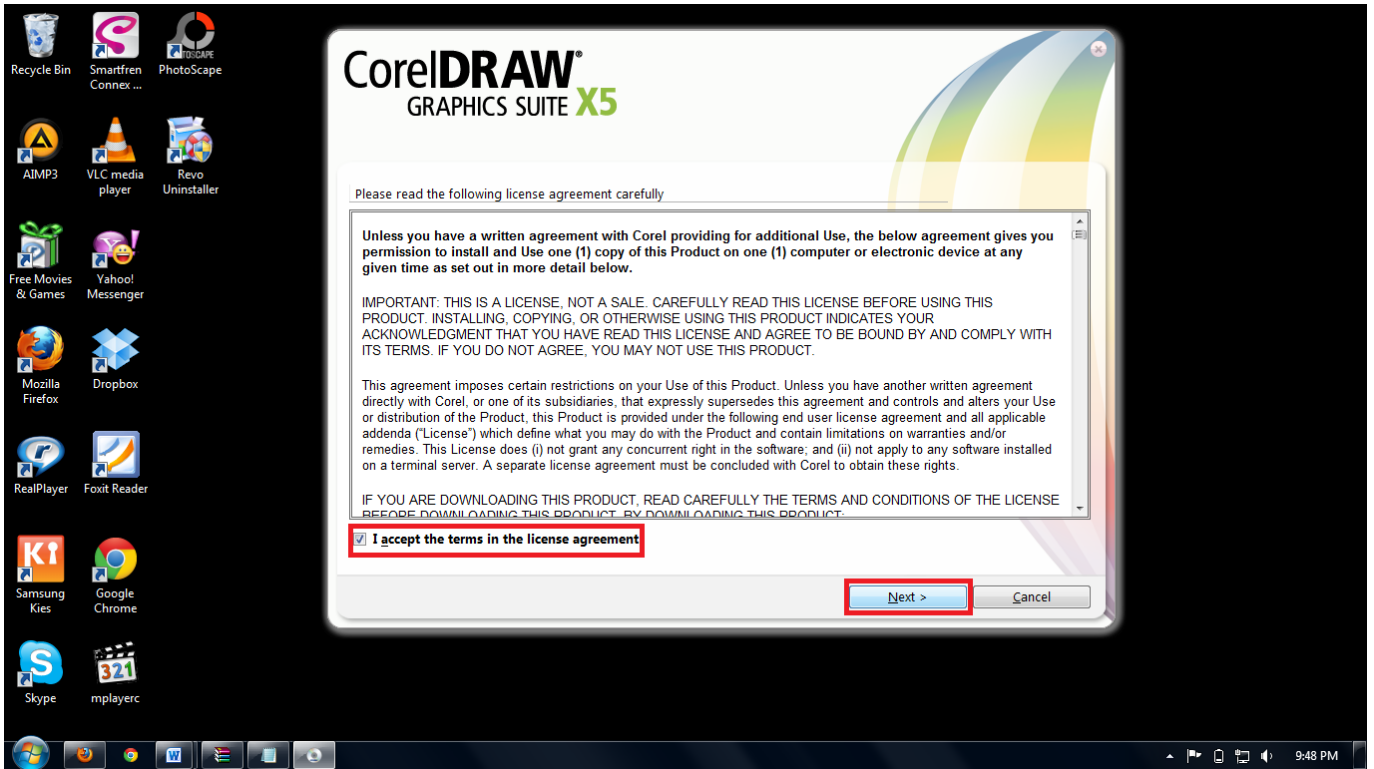 Recycle Bin
Smartfren
Connex ...
PhotoScape
TOSCAPE
AIMP3
VLC media
player
Revo
Uninstaller
Free Movies
& Games
Yahoo!
Messenger
Mozilla
Firefox
Dropbox
RealPlayer
Foxit Reader
Samsung
Kies
Google
Chrome
Skype
mplayerc
321
CorelDRAW®
GRAPHICS SUITE X5
Please read the following license agreement carefully
Unless you have a written agreement with Corel providing for additional Use, the below agreement gives you
permission to install and Use one (1) copy of this Product on one (1) computer or electronic device at any
given time as set out in more detail below.
IMPORTANT: THIS IS A LICENSE, NOT A SALE. CAREFULLY READ THIS LICENSE BEFORE USING THIS
PRODUCT. INSTALLING, COPYING, OR OTHERWISE USING THIS PRODUCT INDICATES YOUR
ACKNOWLEDGMENT THAT YOU HAVE READ THIS LICENSE AND AGREE TO BE BOUND BY AND COMPLY WITH
ITS TERMS. IF YOU DO NOT AGREE, YOU MAY NOT USE THIS PRODUCT.
This agreement imposes certain restrictions on your Use of this Product. Unless you have another written agreement
directly with Corel, or one of its subsidiaries, that expressly supersedes this agreement and controls and alters your Use
or distribution of the Product, this Product is provided under the following end user license agreement and all applicable
addenda (“License”) which define what you may do with the Product and contain limitations on warranties and/or
remedies. This License does (i) not grant any concurrent right in the software; and (ii) not apply to any software installed
on a terminal server. A separate license agreement must be concluded with Corel to obtain these rights.
IF YOU ARE DOWNLOADING THIS PRODUCT, READ CAREFULLY THE TERMS AND CONDITIONS OF THE LICENSE
BEFORE DOWNLOADING THIS PRODUCT. BY DOWNLOADING THIS PRODUCT:
I accept the terms in the license agreement
Next >
Cancel
9:48 PM